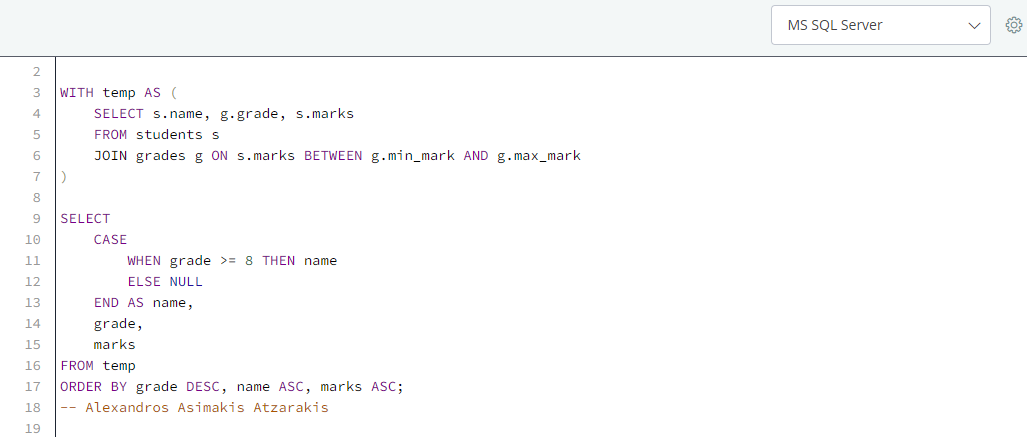 MS SQL Server
2
3 WITH temp AS (
4     SELECT s.name, g.grade, s.marks
5     FROM students s
6     JOIN grades g ON s.marks BETWEEN g.min_mark AND g.max_mark
7 )
8
9 SELECT
10     CASE
11         WHEN grade >= 8 THEN name
12         ELSE NULL
13     END AS name,
14     grade,
15     marks
16 FROM temp
17 ORDER BY grade DESC, name ASC, marks ASC;
18 -- Alexandros Asimakis Atzarakis
19